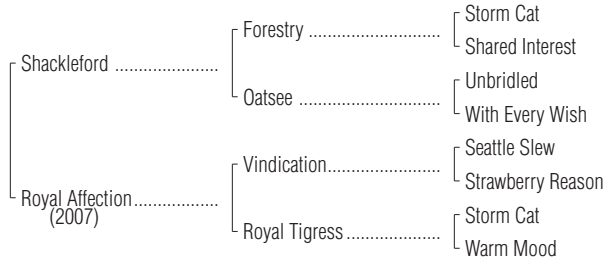 Storm Cat
Forestry ............................
Shared Interest
Shackleford ......................
Unbridled
Oatsee ..............................
With Every Wish
Seattle Slew
Vindication.........................
Strawberry Reason
Royal Affection..................
(2007)
Storm Cat
Royal Tigress ....................
Warm Mood